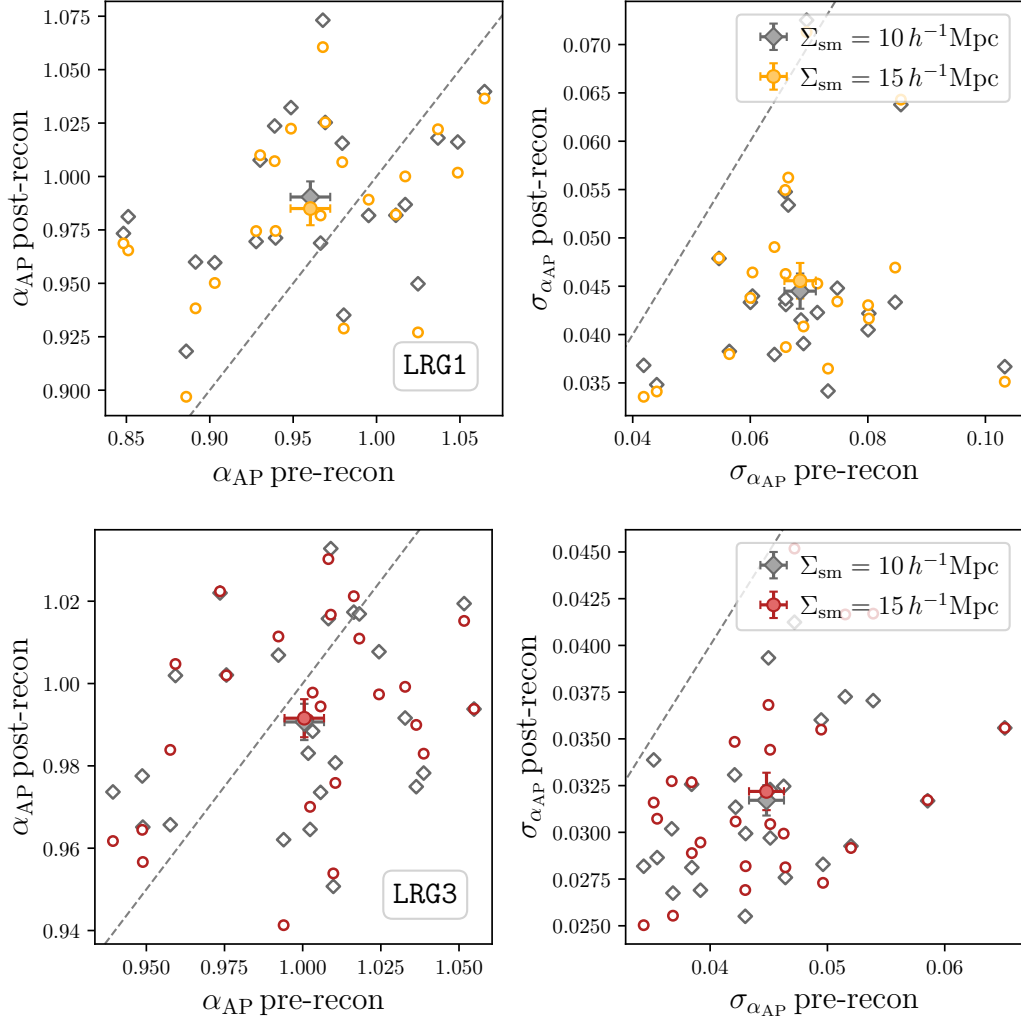 1.075
1.050
1.025
1.000
0.975
0.950
0.925
0.900
α_AP post-recon
LRG1
0.85 0.90 0.95 1.00 1.05
α_AP pre-recon
0.070
0.065
0.060
0.055
0.050
0.045
0.040
0.035
σ_α_AP post-recon
Σ_sm = 10 h⁻¹Mpc
Σ_sm = 15 h⁻¹Mpc
0.04 0.06 0.08 0.10
σ_α_AP pre-recon
1.02
1.00
0.98
0.96
0.94
α_AP post-recon
LRG3
0.950 0.975 1.000 1.025 1.050
α_AP pre-recon
0.0450
0.0425
0.0400
0.0375
0.0350
0.0325
0.0300
0.0275
0.0250
σ_α_AP post-recon
Σ_sm = 10 h⁻¹Mpc
Σ_sm = 15 h⁻¹Mpc
0.04 0.05 0.06
σ_α_AP pre-recon